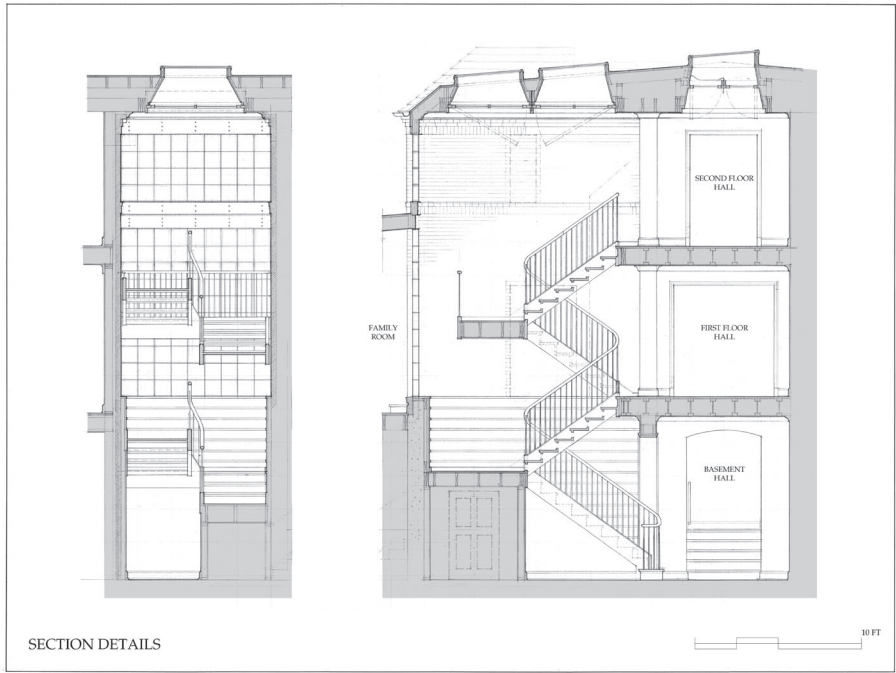 SECOND FLOOR
HALL
FAMILY
ROOM
FIRST FLOOR
HALL
BASEMENT
HALL
SECTION DETAILS
10 FT